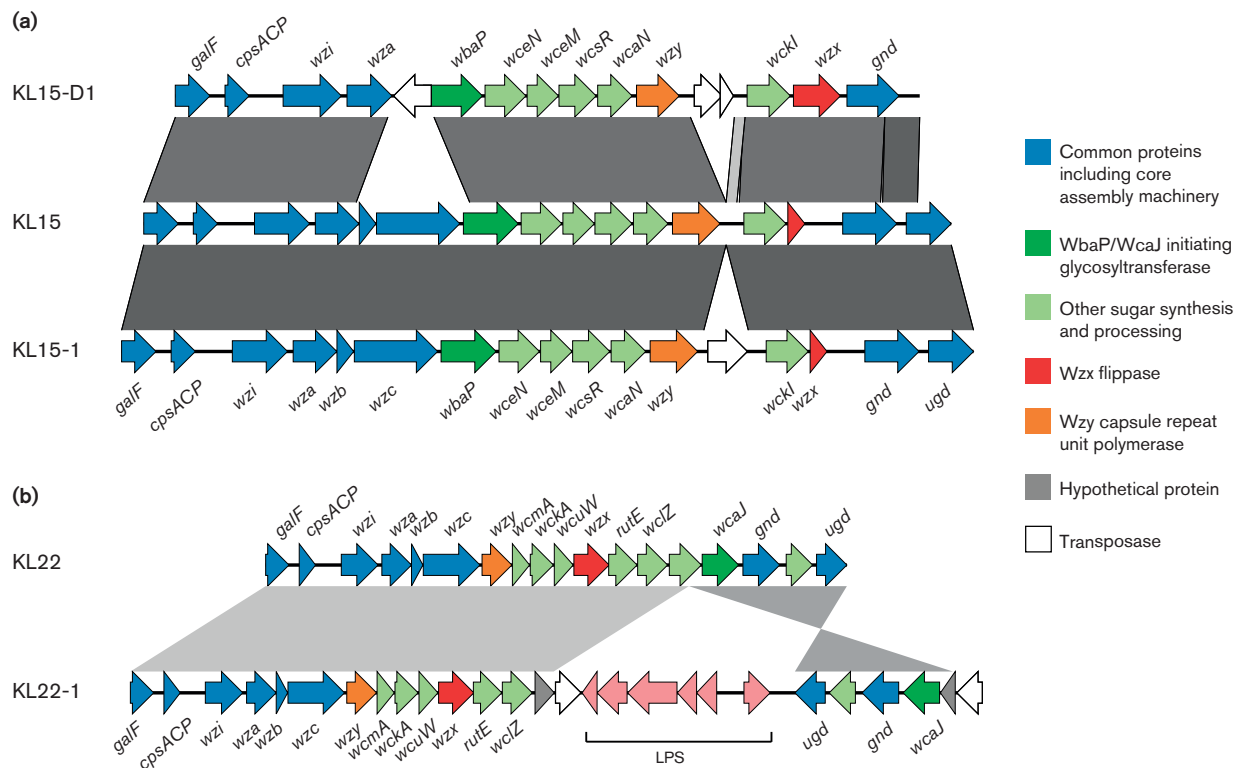 (a)
galF cpsACP wzi wza wbaP wceN wceM wcsR wcaN wzy wckI wzx gnd
KL15-D1
KL15
KL15-1
galF cpsACP wzi wza wzb wzc wbaP wceN wceM wcsR wcaN wzy wckI wzx gnd ugd
Common proteins
including core
assembly machinery
WbaP/WcaJ initiating
glycosyltransferase
Other sugar synthesis
and processing
Wzx flippase
Wzy capsule repeat
unit polymerase
Hypothetical protein
Transposase
(b)
galF cpsACP wzi wza wzb wzc wzy wcmA wckA wcuW wzx rutE wclZ wcaJ gnd ugd
KL22
KL22-1
galF cpsACP wzi wza wzb wzc wzy wcmA wckA wcuW wzx rutE wclZ ugd gnd wcaJ
LPS